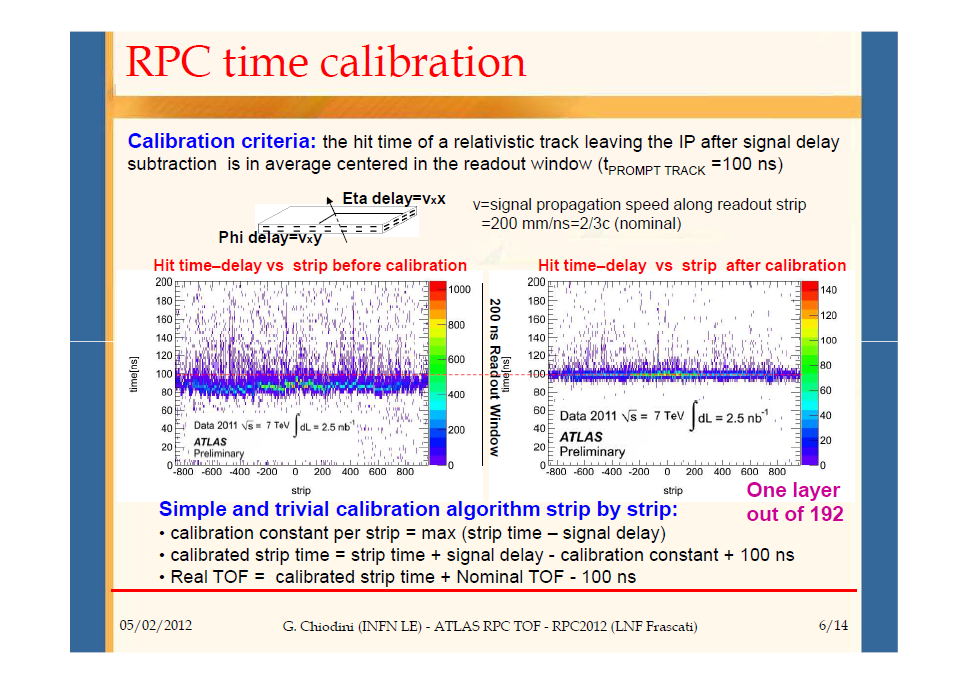 RPC time calibration
Calibration criteria: the hit time of a relativistic track leaving the IP after signal delay
subtraction is in average centered in the readout window (tPROMPT TRACK =100 ns)
Eta delay=vxx
Phi delay=vxy
v=signal propagation speed along readout strip
=200 mm/ns=2/3c (nominal)
Hit time–delay vs strip before calibration
Hit time–delay vs strip after calibration
200
180
160
140
120
100
80
60
40
20
0
time[ns]
-800 -600 -400 -200 0 200 400 600 800
strip
1000
800
600
400
200
0
Data 2011 √s = 7 TeV ∫dL = 2.5 nb-1
ATLAS
Preliminary
200 ns Readout Window
200
180
160
140
120
100
80
60
40
20
0
time[ns]
-800 -600 -400 -200 0 200 400 600 800
strip
140
120
100
80
60
40
20
0
Data 2011 √s = 7 TeV ∫dL = 2.5 nb-1
ATLAS
Preliminary
One layer
out of 192
Simple and trivial calibration algorithm strip by strip:
• calibration constant per strip = max (strip time – signal delay)
• calibrated strip time = strip time + signal delay - calibration constant + 100 ns
• Real TOF = calibrated strip time + Nominal TOF - 100 ns
05/02/2012
G. Chiodini (INFN LE) - ATLAS RPC TOF - RPC2012 (LNF Frascati)
6/14